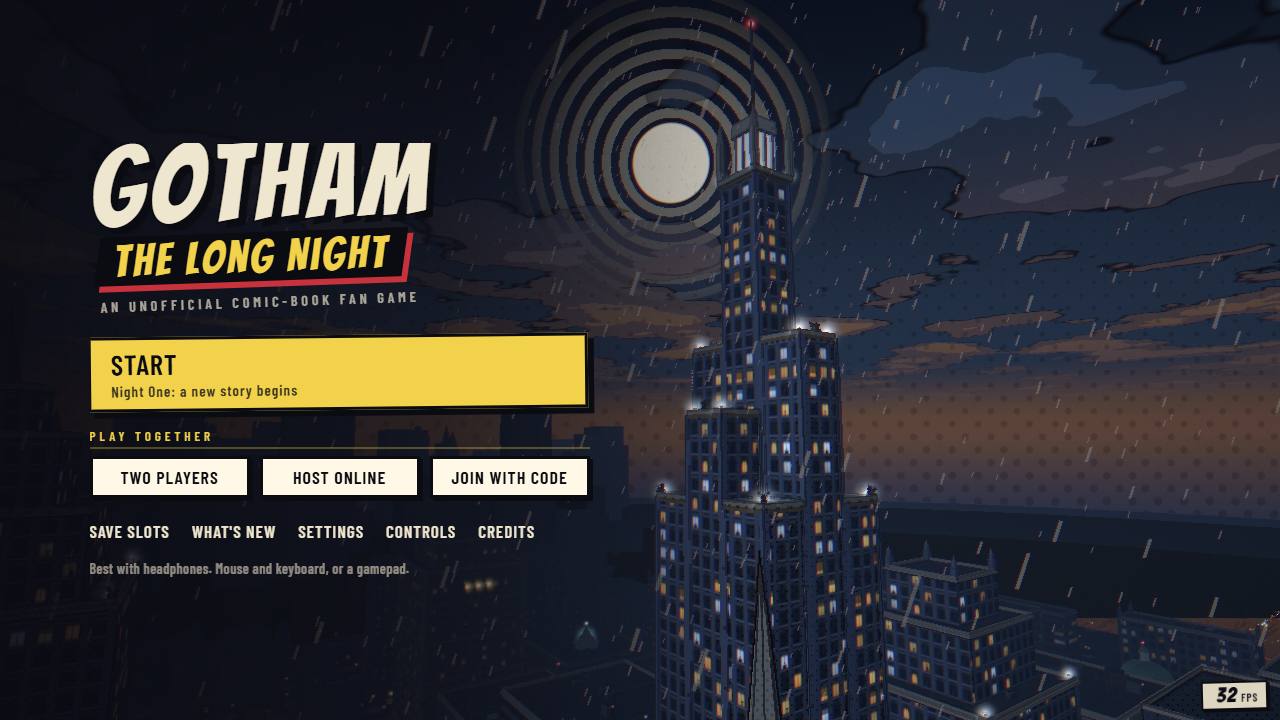 GOTHAM
THE LONG NIGHT
AN UNOFFICIAL COMIC-BOOK FAN GAME
START
Night One: a new story begins
PLAY TOGETHER
TWO PLAYERS HOST ONLINE JOIN WITH CODE
SAVE SLOTS WHAT'S NEW SETTINGS CONTROLS CREDITS
Best with headphones. Mouse and keyboard, or a gamepad.
32 FPS